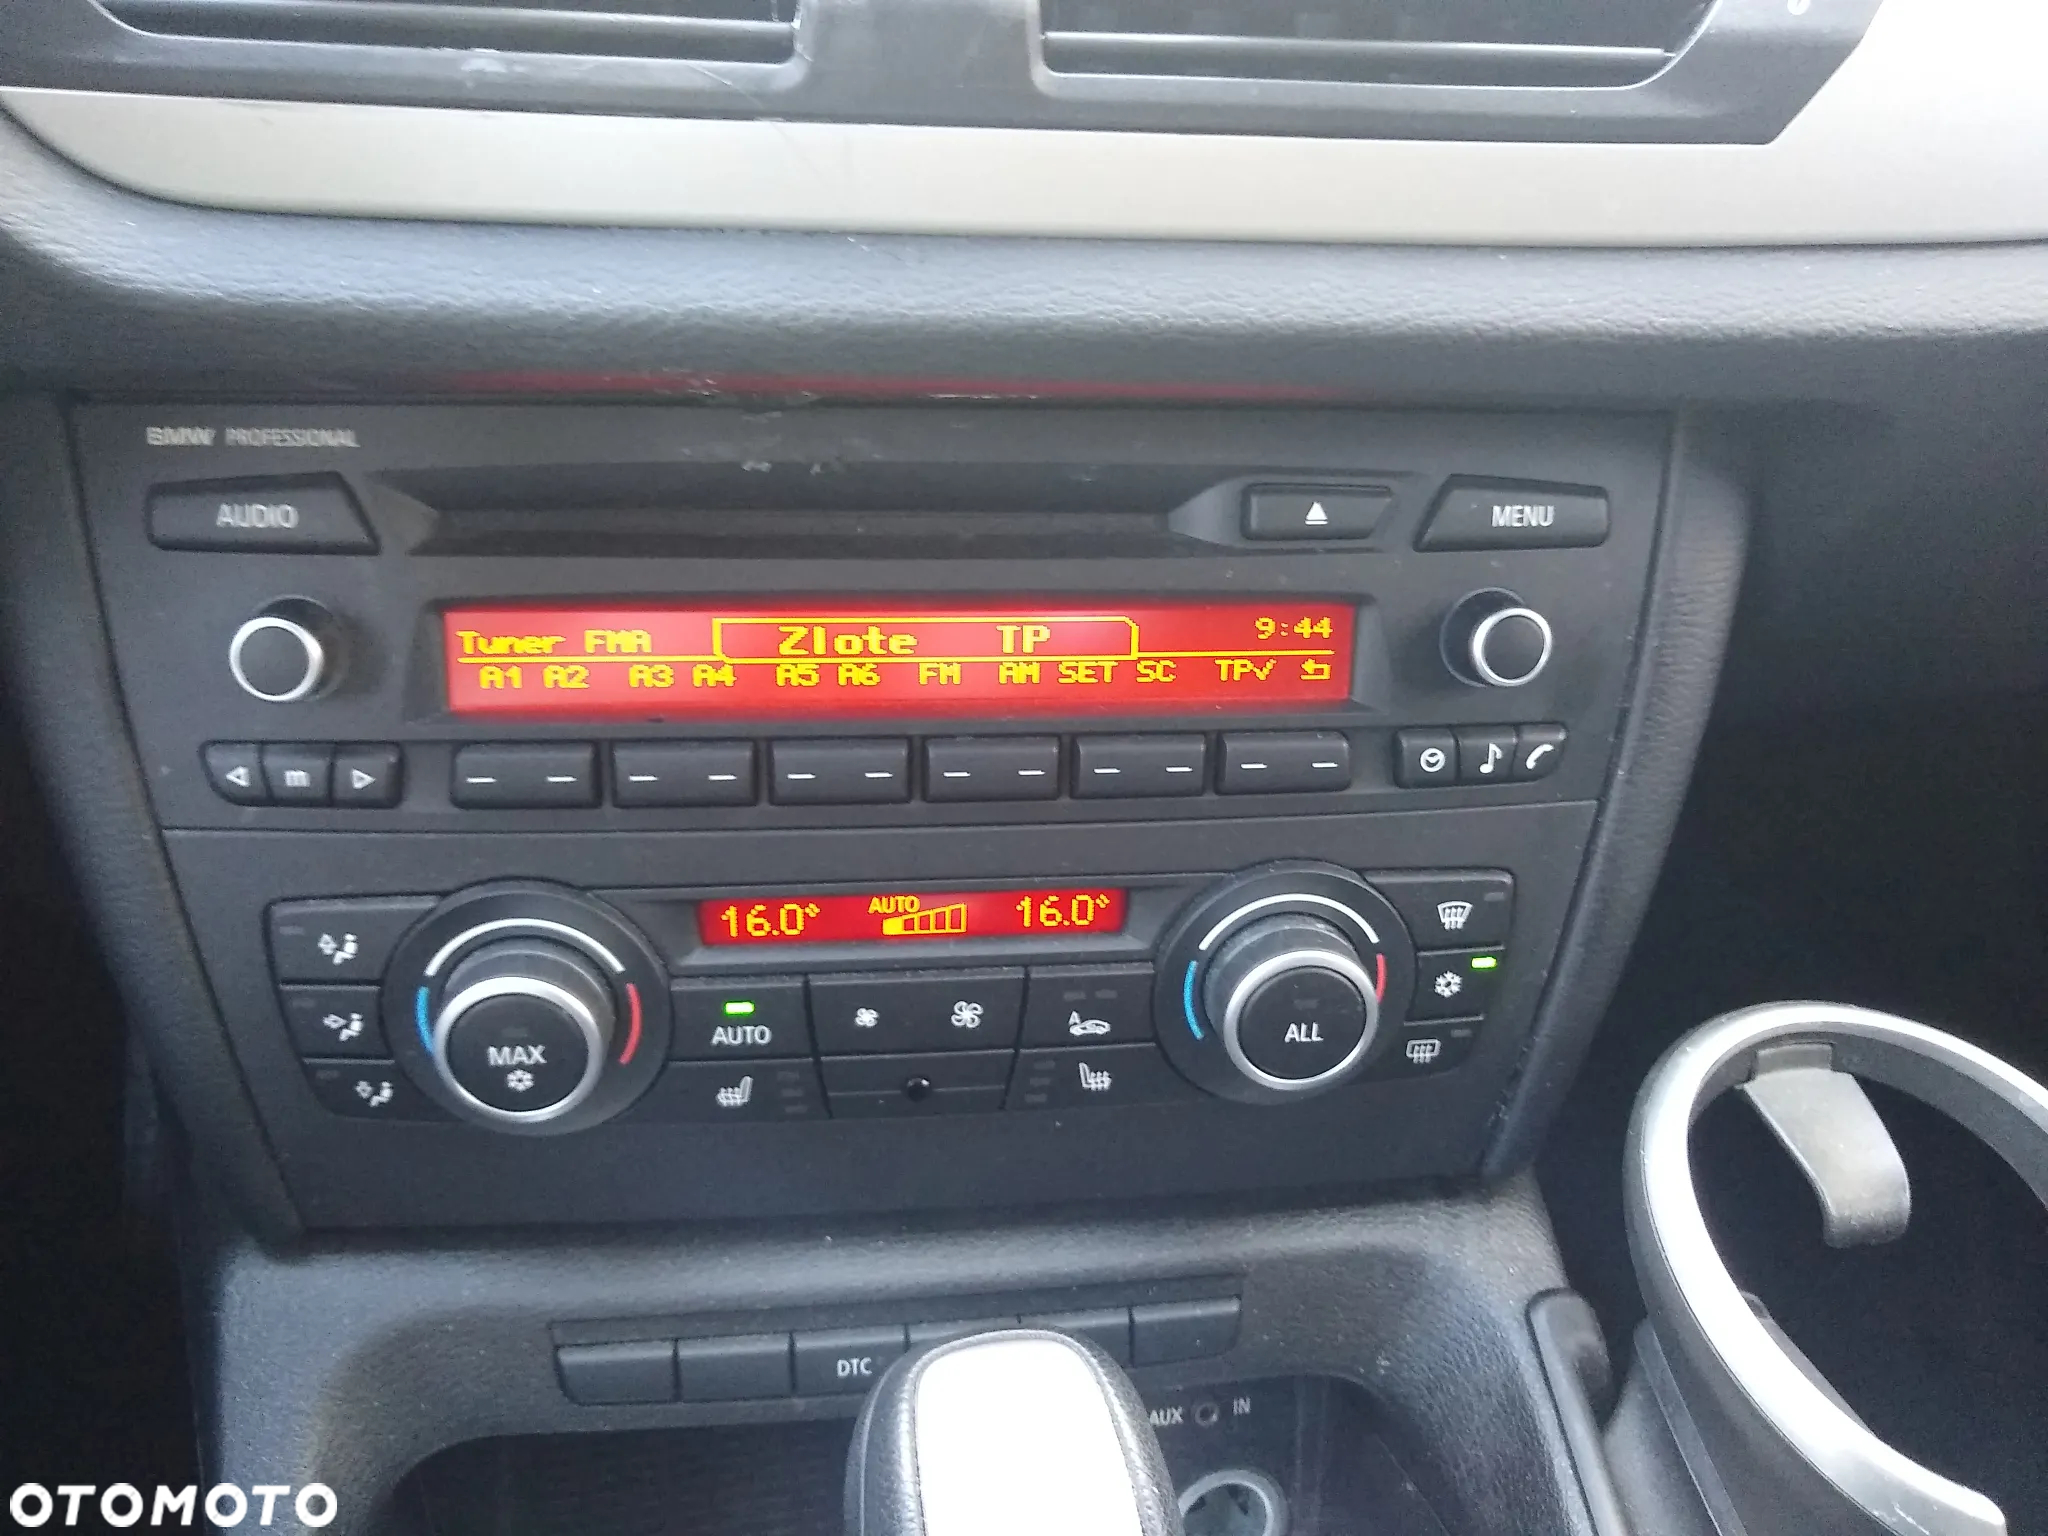 BMW PROFESSIONAL
AUDIO
MENU
Tuner FMA Zlote TP 9:44
A1 A2 A3 A4 A5 A6 FM AM SET SC TP✓
m
16.0° AUTO 16.0°
AUTO
MAX
A
ALL
DTC
AUX IN
OTOMOTO